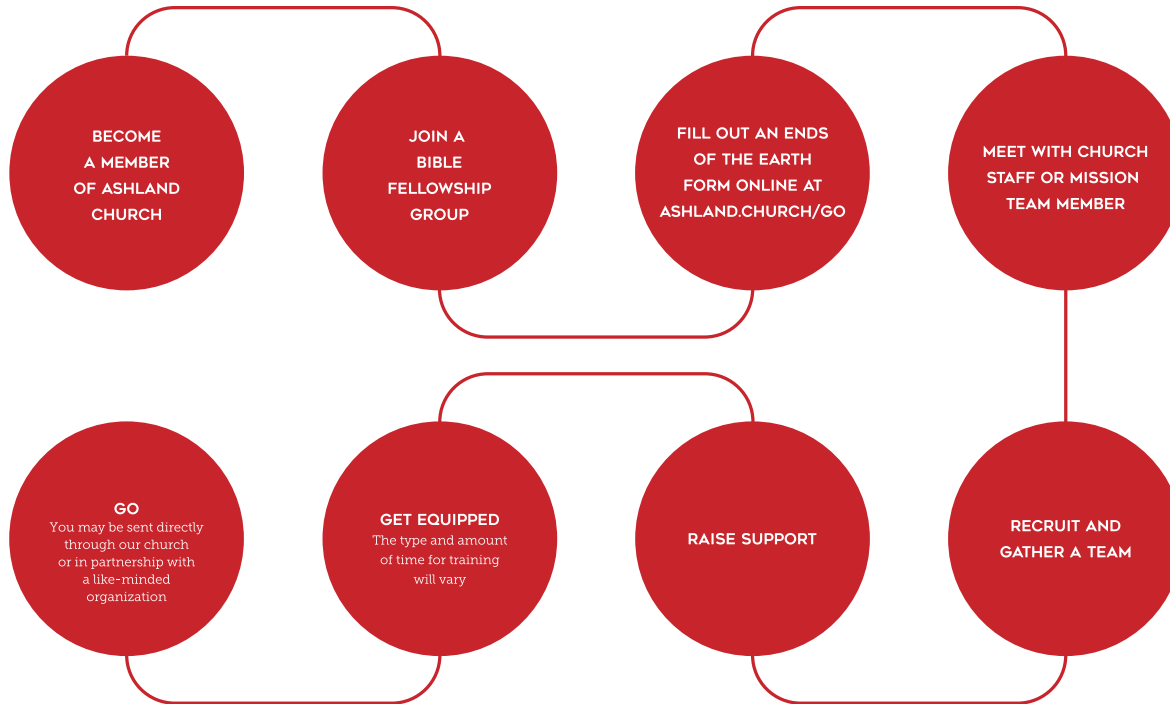 BECOME
A MEMBER
OF ASHLAND
CHURCH
JOIN A
BIBLE
FELLOWSHIP
GROUP
FILL OUT AN ENDS
OF THE EARTH
FORM ONLINE AT
ASHLAND.CHURCH/GO
MEET WITH CHURCH
STAFF OR MISSION
TEAM MEMBER
RECRUIT AND
GATHER A TEAM
RAISE SUPPORT
GET EQUIPPED
The type and amount
of time for training
will vary
GO
You may be sent directly
through our church
or in partnership with
a like-minded
organization